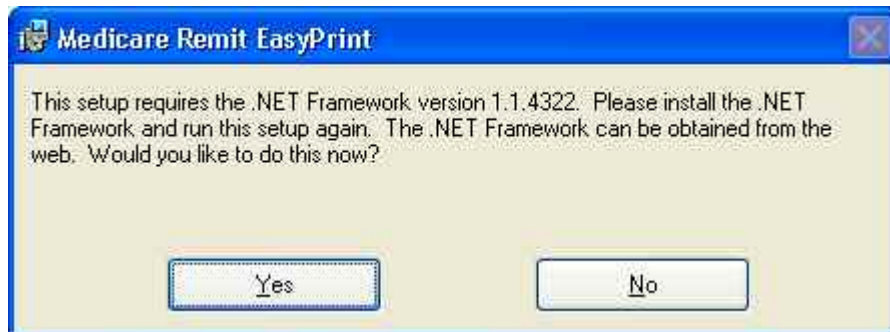 Medicare Remit EasyPrint
This setup requires the .NET Framework version 1.1.4322.  Please install the .NET
Framework and run this setup again.  The .NET Framework can be obtained from the
web.  Would you like to do this now?
Yes
No